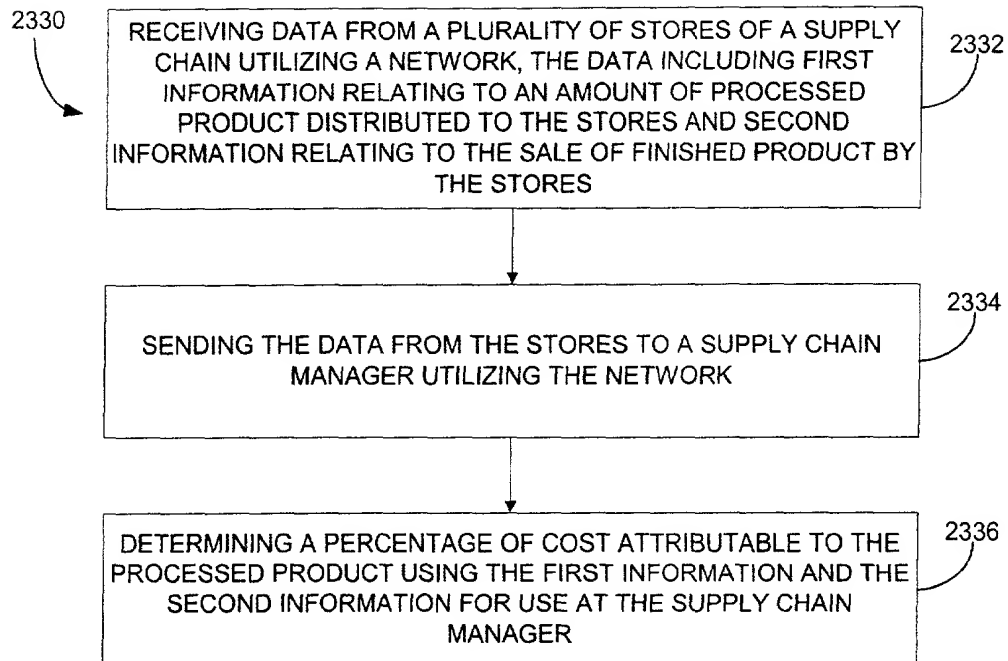 2330
RECEIVING DATA FROM A PLURALITY OF STORES OF A SUPPLY
CHAIN UTILIZING A NETWORK, THE DATA INCLUDING FIRST
INFORMATION RELATING TO AN AMOUNT OF PROCESSED
PRODUCT DISTRIBUTED TO THE STORES AND SECOND
INFORMATION RELATING TO THE SALE OF FINISHED PRODUCT BY
THE STORES
2332
SENDING THE DATA FROM THE STORES TO A SUPPLY CHAIN
MANAGER UTILIZING THE NETWORK
2334
DETERMINING A PERCENTAGE OF COST ATTRIBUTABLE TO THE
PROCESSED PRODUCT USING THE FIRST INFORMATION AND THE
SECOND INFORMATION FOR USE AT THE SUPPLY CHAIN
MANAGER
2336